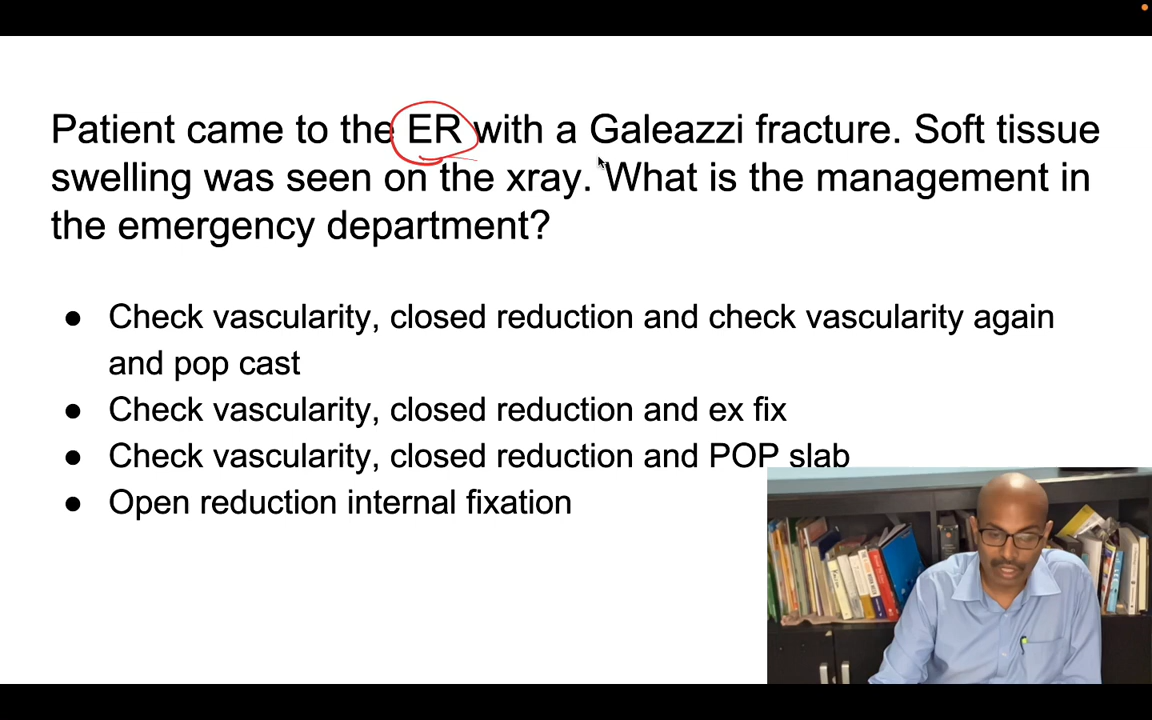 Patient came to the ER with a Galeazzi fracture. Soft tissue
swelling was seen on the xray. What is the management in
the emergency department?
● Check vascularity, closed reduction and check vascularity again
and pop cast
● Check vascularity, closed reduction and ex fix
● Check vascularity, closed reduction and POP slab
● Open reduction internal fixation